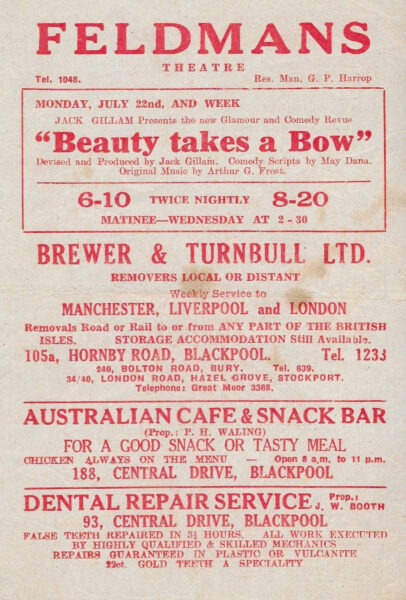 FELDMANS
THEATRE
Tel. 1048. Res. Man. G. P. Harrop
MONDAY, JULY 22nd, AND WEEK
JACK GILLAM Presents the new Glamour and Comedy Revue
"Beauty takes a Bow"
Devised and Produced by Jack Gillam. Comedy Scripts by May Dana.
Original Music by Arthur G. Frost.
6-10 TWICE NIGHTLY 8-20
MATINEE—WEDNESDAY AT 2-30
BREWER & TURNBULL LTD.
REMOVERS LOCAL OR DISTANT
Weekly Service to
MANCHESTER, LIVERPOOL and LONDON
Removals Road or Rail to or from ANY PART OF THE BRITISH
ISLES. STORAGE ACCOMMODATION Still Available.
105a, HORNBY ROAD, BLACKPOOL. Tel. 1233
240, BOLTON ROAD, BURY. Tel. 639.
34/46, LONDON ROAD, HAZEL GROVE, STOCKPORT.
Telephone: Great Moor 3368.
AUSTRALIAN CAFE & SNACK BAR
(Prop.: P. H. WALING)
FOR A GOOD SNACK OR TASTY MEAL
CHICKEN ALWAYS ON THE MENU — Open 8 a.m. to 11 p.m.
188, CENTRAL DRIVE, BLACKPOOL
DENTAL REPAIR SERVICE Prop.: J. W. BOOTH
93, CENTRAL DRIVE, BLACKPOOL
FALSE TEETH REPAIRED IN 3½ HOURS. ALL WORK EXECUTED
BY HIGHLY QUALIFIED & SKILLED MECHANICS
REPAIRS GUARANTEED IN PLASTIC OR VULCANITE
22ct. GOLD TEETH A SPECIALITY